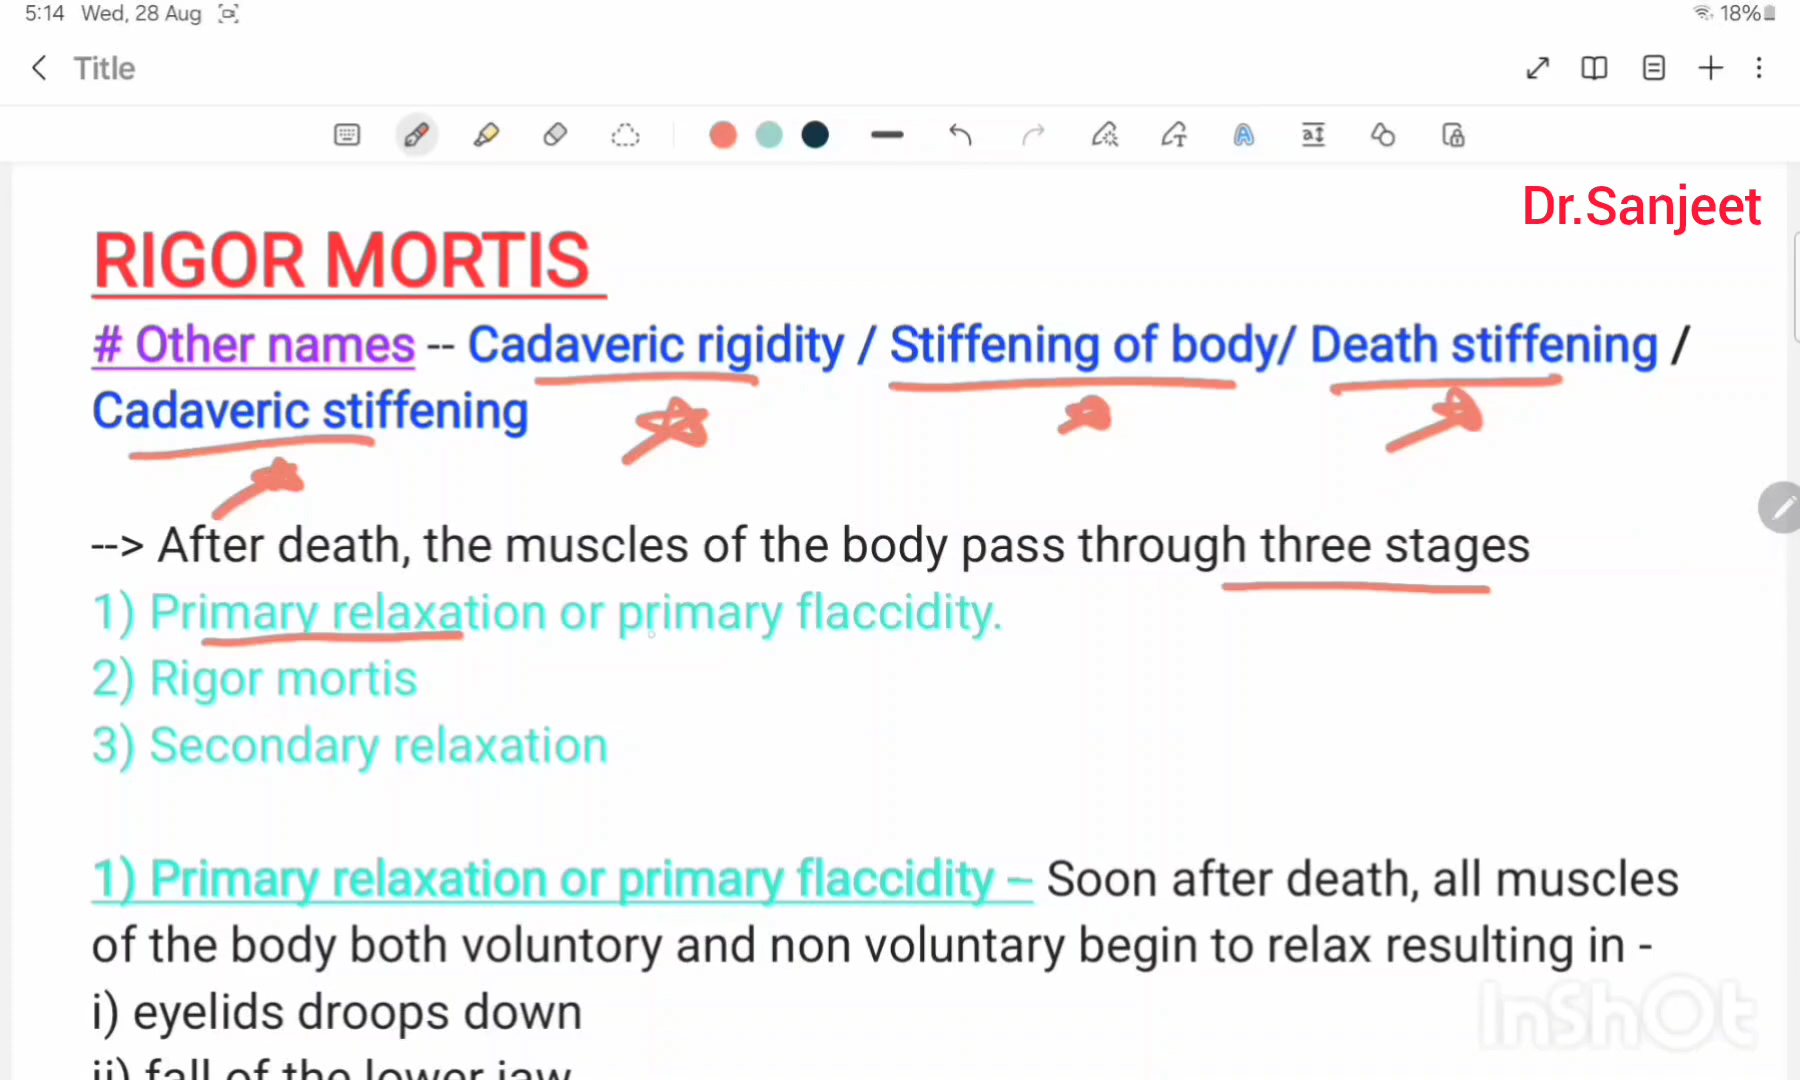 5:14 Wed, 28 Aug 18%
Title
Dr.Sanjeet
RIGOR MORTIS
# Other names -- Cadaveric rigidity / Stiffening of body/ Death stiffening /
Cadaveric stiffening
--> After death, the muscles of the body pass through three stages
1) Primary relaxation or primary flaccidity.
2) Rigor mortis
3) Secondary relaxation
1) Primary relaxation or primary flaccidity – Soon after death, all muscles
of the body both voluntory and non voluntary begin to relax resulting in -
i) eyelids droops down
ii) fall of the lower jaw
InShOt